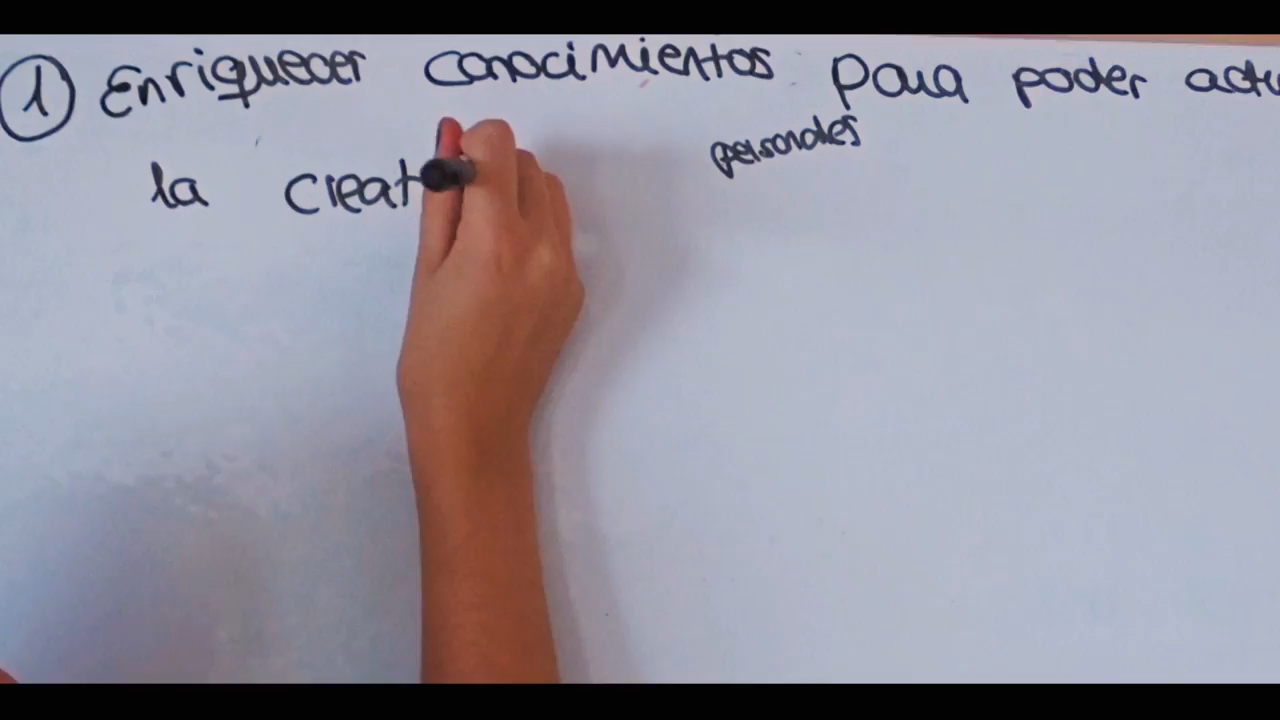 ① Enriquecer conocimientos para poder actu
personales
la creat